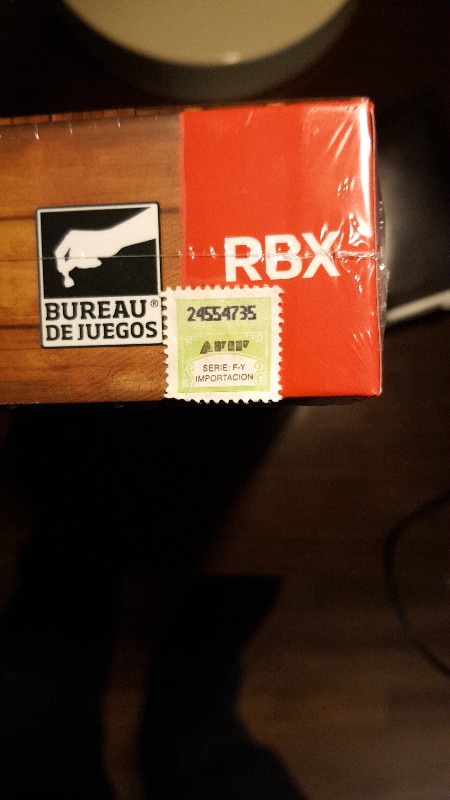 RBX
BUREAU®
DE JUEGOS
24554735
AFIP
SERIE: F-Y
IMPORTACION